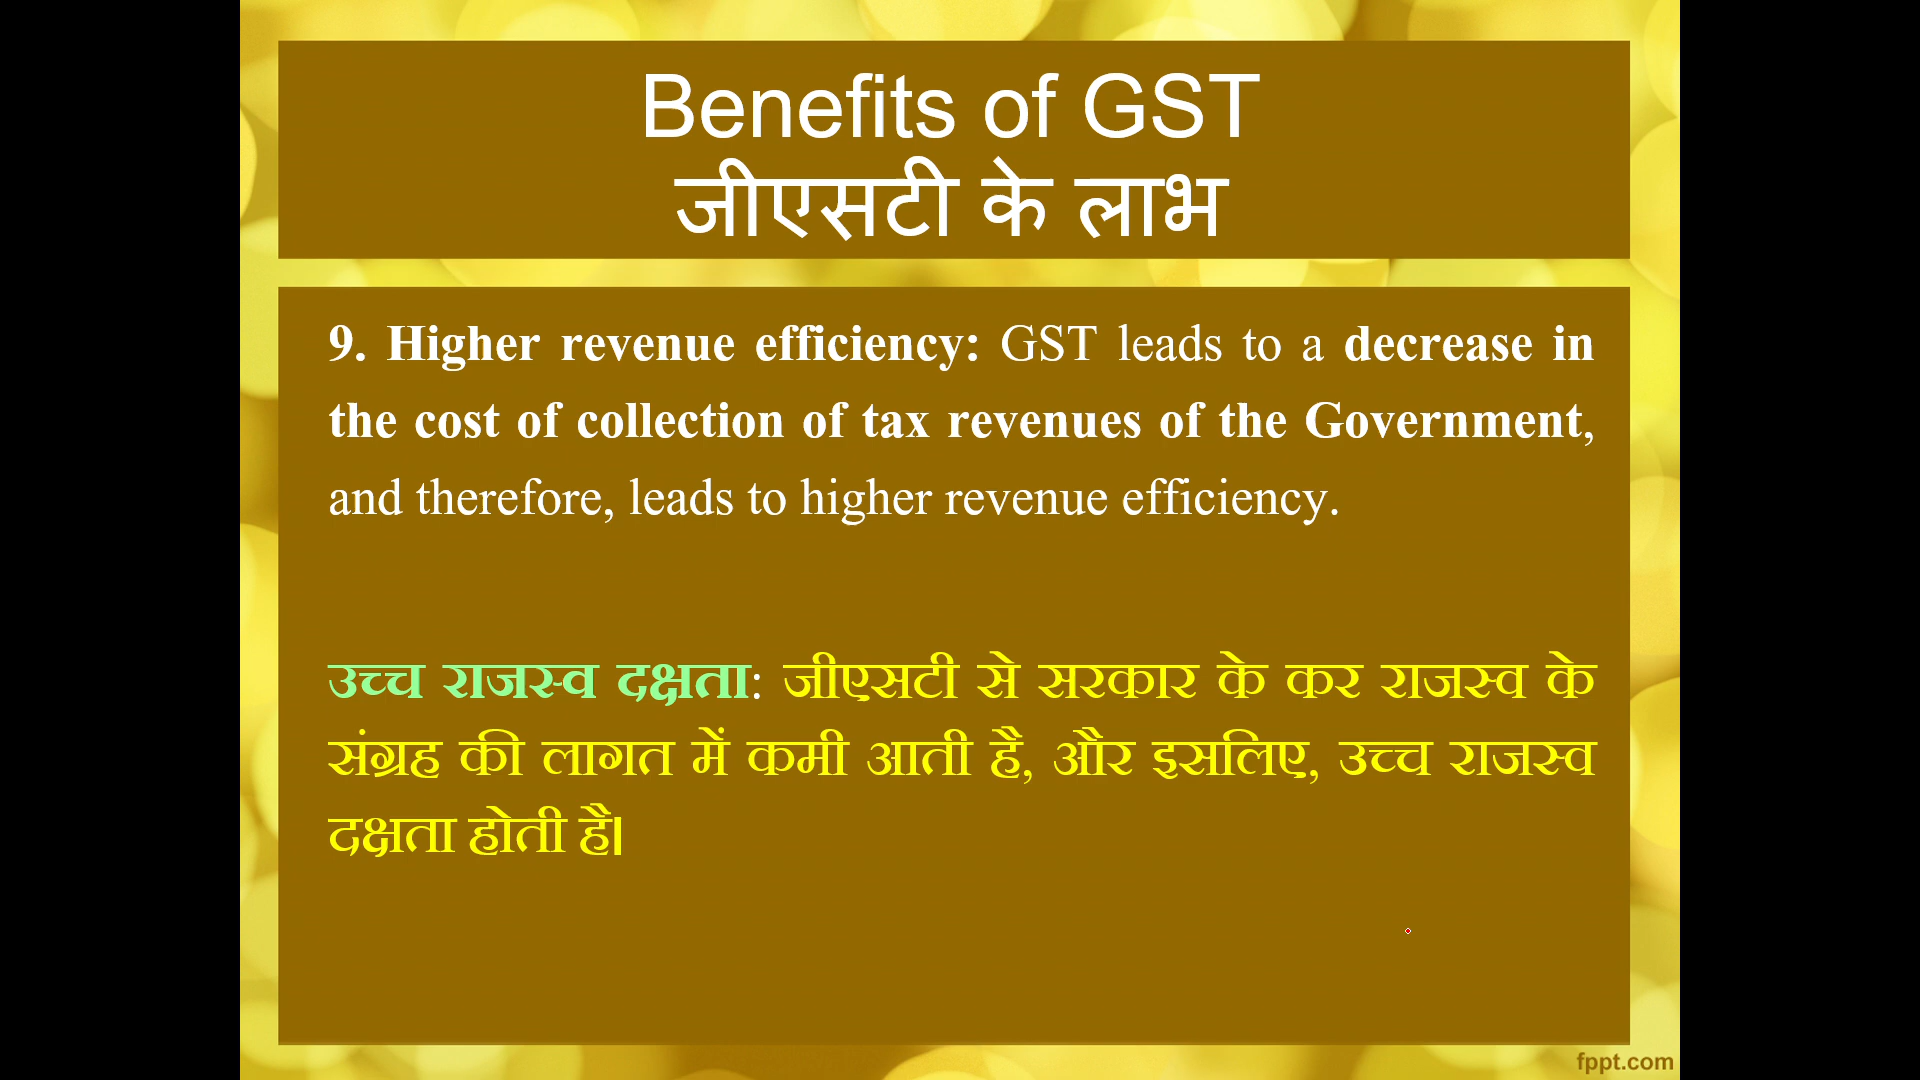 Benefits of GST
जीएसटी के लाभ
9. Higher revenue efficiency: GST leads to a decrease in
the cost of collection of tax revenues of the Government,
and therefore, leads to higher revenue efficiency.
उच्च राजस्व दक्षता: जीएसटी से सरकार के कर राजस्व के
संग्रह की लागत में कमी आती है, और इसलिए, उच्च राजस्व
दक्षता होती है।
fppt.com